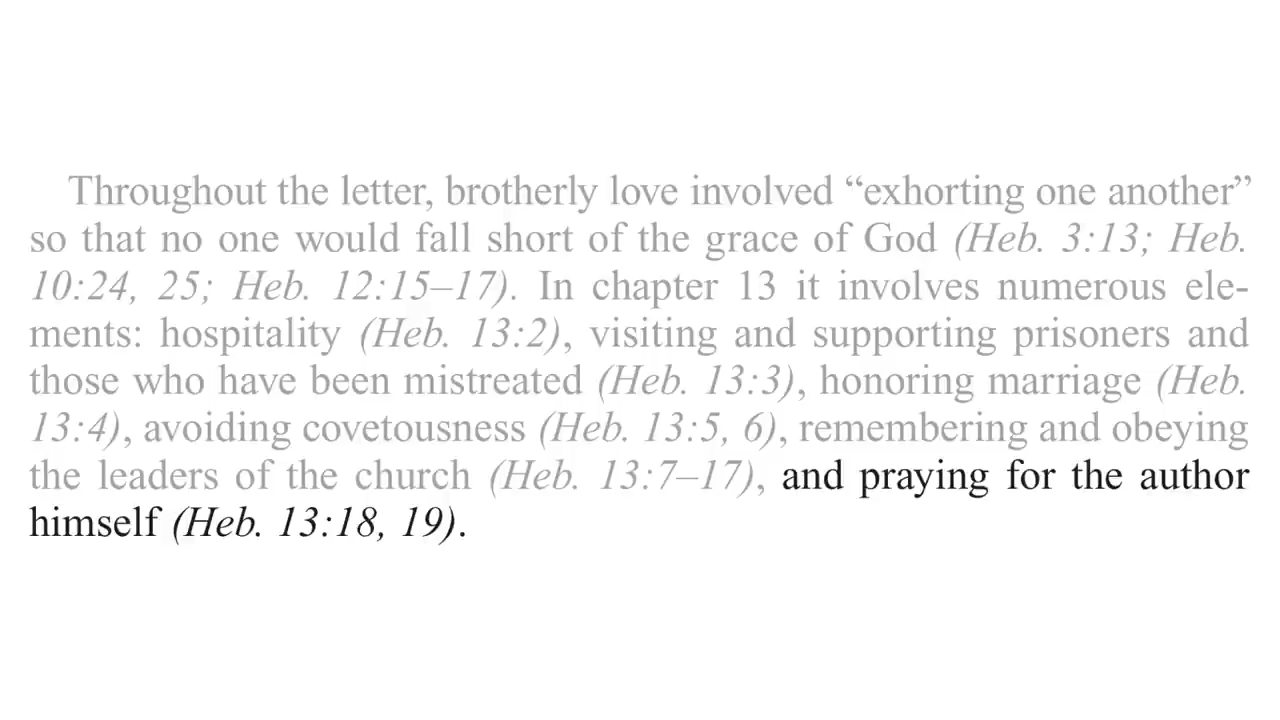 Throughout the letter, brotherly love involved “exhorting one another”
so that no one would fall short of the grace of God (Heb. 3:13; Heb.
10:24, 25; Heb. 12:15–17). In chapter 13 it involves numerous ele-
ments: hospitality (Heb. 13:2), visiting and supporting prisoners and
those who have been mistreated (Heb. 13:3), honoring marriage (Heb.
13:4), avoiding covetousness (Heb. 13:5, 6), remembering and obeying
the leaders of the church (Heb. 13:7–17), and praying for the author
himself (Heb. 13:18, 19).